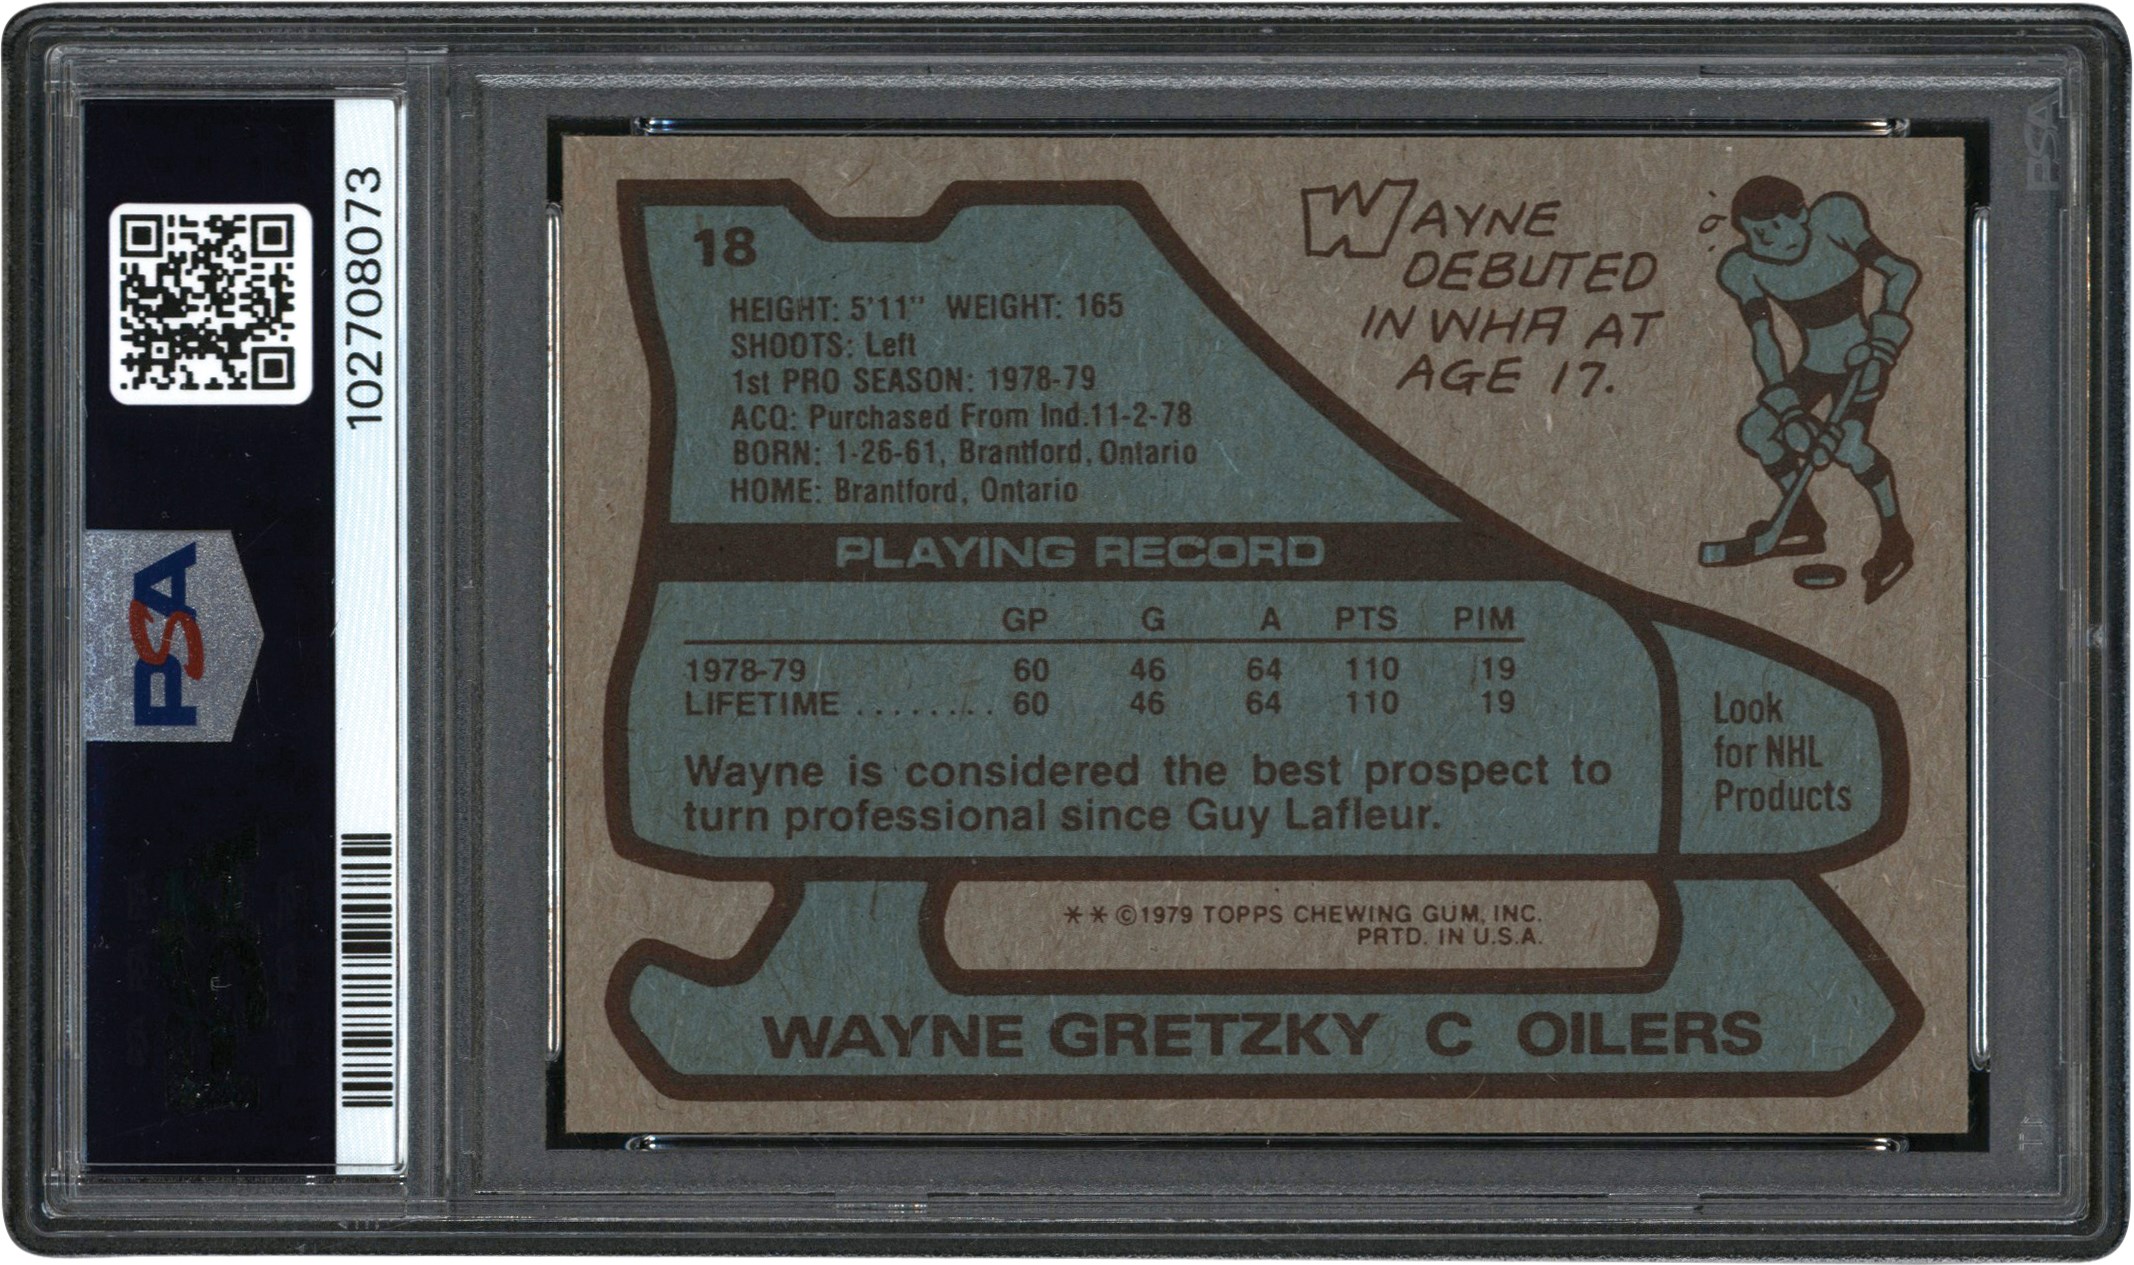 102708073
PSA
PSA
18
HEIGHT: 5'11" WEIGHT: 165
SHOOTS: Left
1st PRO SEASON: 1978-79
ACQ: Purchased From Ind.11-2-78
BORN: 1-26-61, Brantford, Ontario
HOME: Brantford, Ontario
WAYNE
DEBUTED
IN WHA AT
AGE 17.
PLAYING RECORD
GP G A PTS PIM
1978-79 60 46 64 110 19
LIFETIME ........ 60 46 64 110 19
Wayne is considered the best prospect to
turn professional since Guy Lafleur.
Look
for NHL
Products
**©1979 TOPPS CHEWING GUM, INC.
PRTD. IN U.S.A.
WAYNE GRETZKY C OILERS